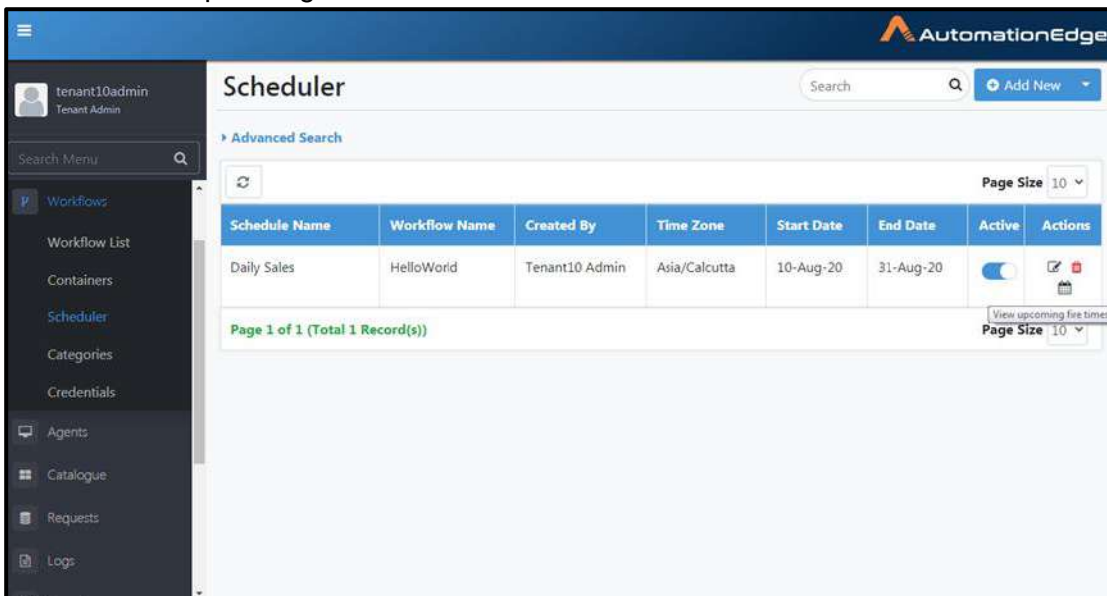 AutomationEdge
tenant10admin
Tenant Admin
Search Menu
Workflows
Workflow List
Containers
Scheduler
Categories
Credentials
Agents
Catalogue
Requests
Logs
Scheduler
Search
Add New
Advanced Search
Page Size 10
Schedule Name Workflow Name Created By Time Zone Start Date End Date Active Actions
Daily Sales HelloWorld Tenant10 Admin Asia/Calcutta 10-Aug-20 31-Aug-20
View upcoming fire times
Page 1 of 1 (Total 1 Record(s))
Page Size 10